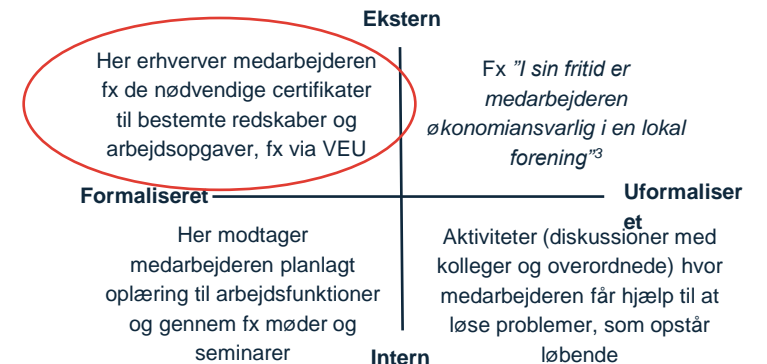 Ekstern
Her erhverver medarbejderen
fx de nødvendige certifikater
til bestemte redskaber og
arbejdsopgaver, fx via VEU
Fx "I sin fritid er
medarbejderen
økonomiansvarlig i en lokal
forening"3
Formaliseret
Uformaliser
et
Her modtager
medarbejderen planlagt
oplæring til arbejdsfunktioner
og gennem fx møder og
seminarer
Aktiviteter (diskussioner med
kolleger og overordnede) hvor
medarbejderen får hjælp til at
løse problemer, som opstår
løbende
Intern